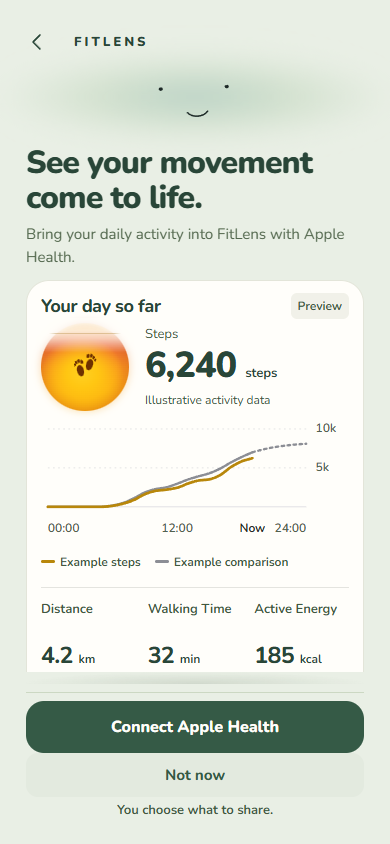 FITLENS
See your movement
come to life.
Bring your daily activity into FitLens with Apple
Health.
Your day so far
Preview
Steps
6,240 steps
Illustrative activity data
10k
5k
00:00 12:00 Now 24:00
Example steps Example comparison
Distance Walking Time Active Energy
4.2 km 32 min 185 kcal
Connect Apple Health
Not now
You choose what to share.